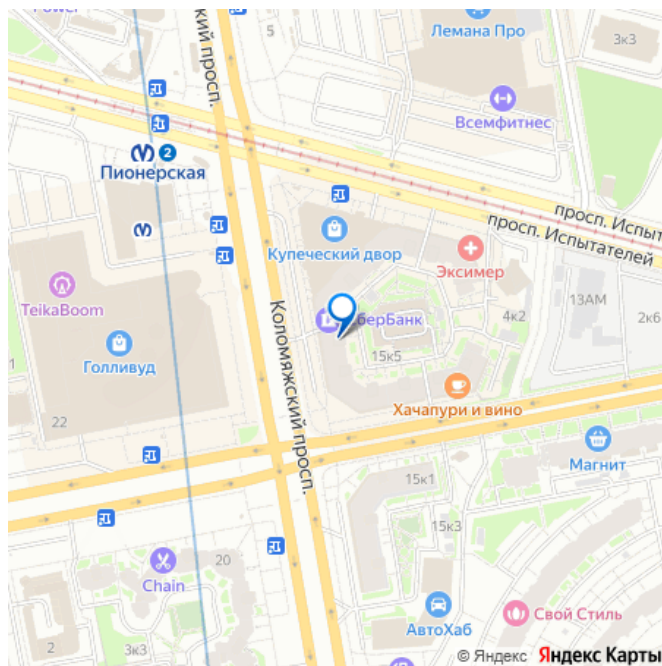 Power
5
Лемана Про
3к3
ский просп.
Всемфитнес
2
Пионерская
просп. Испыт
просп. Испытателей
Купеческий двор
Эксимер
TeikaBoom
13АМ
берБанк
4к2
2к6
15к5
Голливуд
Коломяжский просп.
Хачапури и вино
22
Магнит
15к1
15к3
20
Chain
Свой Стиль
АвтоХаб
2
3к3
© Яндекс Яндекс Карты